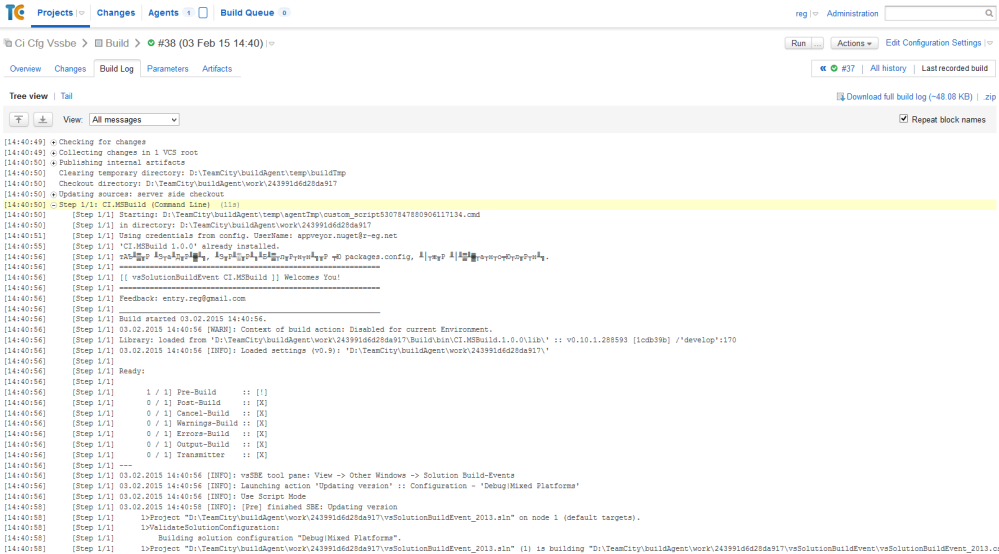 TC Projects Changes Agents 1 Build Queue 0 reg Administration
Ci Cfg Vssbe > Build > #38 (03 Feb 15 14:40) Run ... Actions Edit Configuration Settings
Overview Changes Build Log Parameters Artifacts #37 All history Last recorded build
Tree view Tail Download full build log (~48.08 KB) .zip
View: All messages Repeat block names
[14:40:49] Checking for changes
[14:40:49] Collecting changes in 1 VCS root
[14:40:50] Publishing internal artifacts
[14:40:50] Clearing temporary directory: D:\TeamCity\buildAgent\temp\buildTmp
[14:40:50] Checkout directory: D:\TeamCity\buildAgent\work\243991d6d28da917
[14:40:50] Updating sources: server side checkout
[14:40:50] Step 1/1: CI.MSBuild (Command Line) (11s)
[14:40:50] [Step 1/1] Starting: D:\TeamCity\buildAgent\temp\agentTmp\custom_script5307847880906117134.cmd
[14:40:50] [Step 1/1] in directory: D:\TeamCity\buildAgent\work\243991d6d28da917
[14:40:51] [Step 1/1] Using credentials from config. UserName: appveyor.nuget@r-eg.net
[14:40:55] [Step 1/1] 'CI.MSBuild 1.0.0' already installed.
[14:40:56] [Step 1/1] packages.config,
[14:40:56] [Step 1/1] ============================================================
[14:40:56] [Step 1/1] [[ vsSolutionBuildEvent CI.MSBuild ]] Welcomes You!
[14:40:56] [Step 1/1] ============================================================
[14:40:56] [Step 1/1] Feedback: entry.reg@gmail.com
[14:40:56] [Step 1/1] ____________________________________________________________
[14:40:56] [Step 1/1] Build started 03.02.2015 14:40:56.
[14:40:56] [Step 1/1] 03.02.2015 14:40:56 [WARN]: Context of build action: Disabled for current Environment.
[14:40:56] [Step 1/1] Library: loaded from 'D:\TeamCity\buildAgent\work\243991d6d28da917\Build\bin\CI.MSBuild.1.0.0\lib\' :: v0.10.1.288593 [1cdb39b] /'develop':170
[14:40:56] [Step 1/1] 03.02.2015 14:40:56 [INFO]: Loaded settings (v0.9): 'D:\TeamCity\buildAgent\work\243991d6d28da917\'
[14:40:56] [Step 1/1]
[14:40:56] [Step 1/1] Ready:
[14:40:56] [Step 1/1]
[14:40:56] [Step 1/1] 1 / 1] Pre-Build :: [!]
[14:40:56] [Step 1/1] 0 / 1] Post-Build :: [X]
[14:40:56] [Step 1/1] 0 / 1] Cancel-Build :: [X]
[14:40:56] [Step 1/1] 0 / 1] Warnings-Build :: [X]
[14:40:56] [Step 1/1] 0 / 1] Errors-Build :: [X]
[14:40:56] [Step 1/1] 0 / 1] Output-Build :: [X]
[14:40:56] [Step 1/1] 0 / 1] Transmitter :: [X]
[14:40:56] [Step 1/1] ---
[14:40:56] [Step 1/1] 03.02.2015 14:40:56 [INFO]: vsSBE tool pane: View -> Other Windows -> Solution Build-Events
[14:40:56] [Step 1/1] 03.02.2015 14:40:56 [INFO]: Launching action 'Updating version' :: Configuration - 'Debug|Mixed Platforms'
[14:40:56] [Step 1/1] 03.02.2015 14:40:56 [INFO]: Use Script Mode
[14:40:58] [Step 1/1] 03.02.2015 14:40:58 [INFO]: [Pre] finished SBE: Updating version
[14:40:58] [Step 1/1] 1>Project "D:\TeamCity\buildAgent\work\243991d6d28da917\vsSolutionBuildEvent_2013.sln" on node 1 (default targets).
[14:40:58] [Step 1/1] 1>ValidateSolutionConfiguration:
[14:40:58] [Step 1/1] Building solution configuration "Debug|Mixed Platforms".
[14:40:58] [Step 1/1] 1>Project "D:\TeamCity\buildAgent\work\243991d6d28da917\vsSolutionBuildEvent_2013.sln" (1) is building "D:\TeamCity\buildAgent\work\243991d6d28da917\vsSolutionBuildEvent\vsSolutionBuildEvent_2013.cs